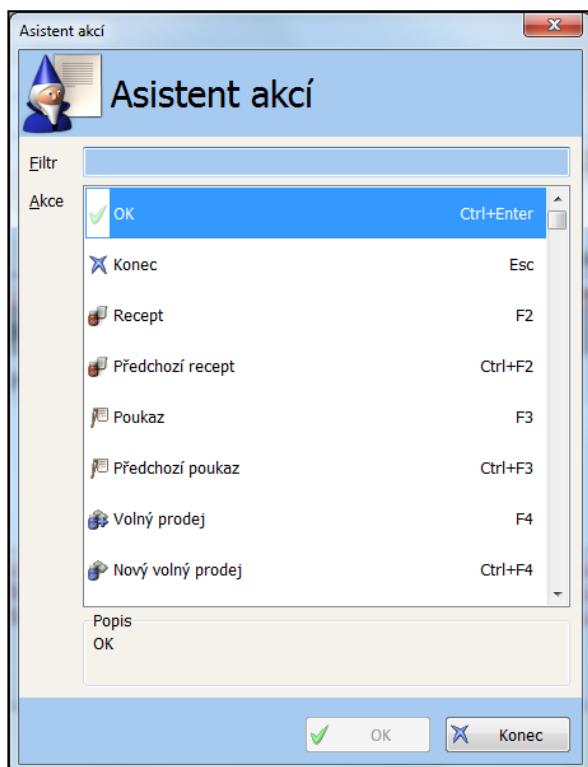 Asistent akcí
Asistent akcí
Filtr
Akce
OK Ctrl+Enter
Konec Esc
Recept F2
Předchozí recept Ctrl+F2
Poukaz F3
Předchozí poukaz Ctrl+F3
Volný prodej F4
Nový volný prodej Ctrl+F4
Popis
OK
OK Konec